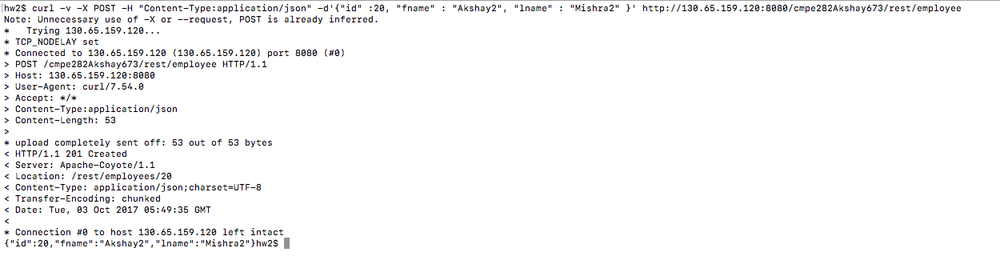 hw2$ curl -v -X POST -H "Content-Type:application/json" -d'{"id" :20, "fname" : "Akshay2", "lname" : "Mishra2" }' http://130.65.159.120:8080/cmpe282Akshay673/rest/employee
Note: Unnecessary use of -X or --request, POST is already inferred.
*   Trying 130.65.159.120...
* TCP_NODELAY set
* Connected to 130.65.159.120 (130.65.159.120) port 8080 (#0)
> POST /cmpe282Akshay673/rest/employee HTTP/1.1
> Host: 130.65.159.120:8080
> User-Agent: curl/7.54.0
> Accept: */*
> Content-Type:application/json
> Content-Length: 53
>
* upload completely sent off: 53 out of 53 bytes
< HTTP/1.1 201 Created
< Server: Apache-Coyote/1.1
< Location: /rest/employees/20
< Content-Type: application/json;charset=UTF-8
< Transfer-Encoding: chunked
< Date: Tue, 03 Oct 2017 05:49:35 GMT
<
* Connection #0 to host 130.65.159.120 left intact
{"id":20,"fname":"Akshay2","lname":"Mishra2"}hw2$